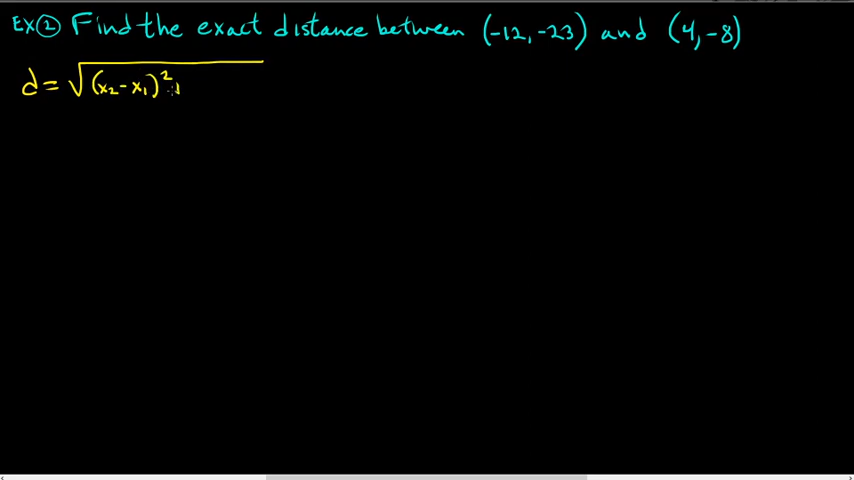 Ex② Find the exact distance between (-12, -23) and (4, -8)
d = √(x₂-x₁)²